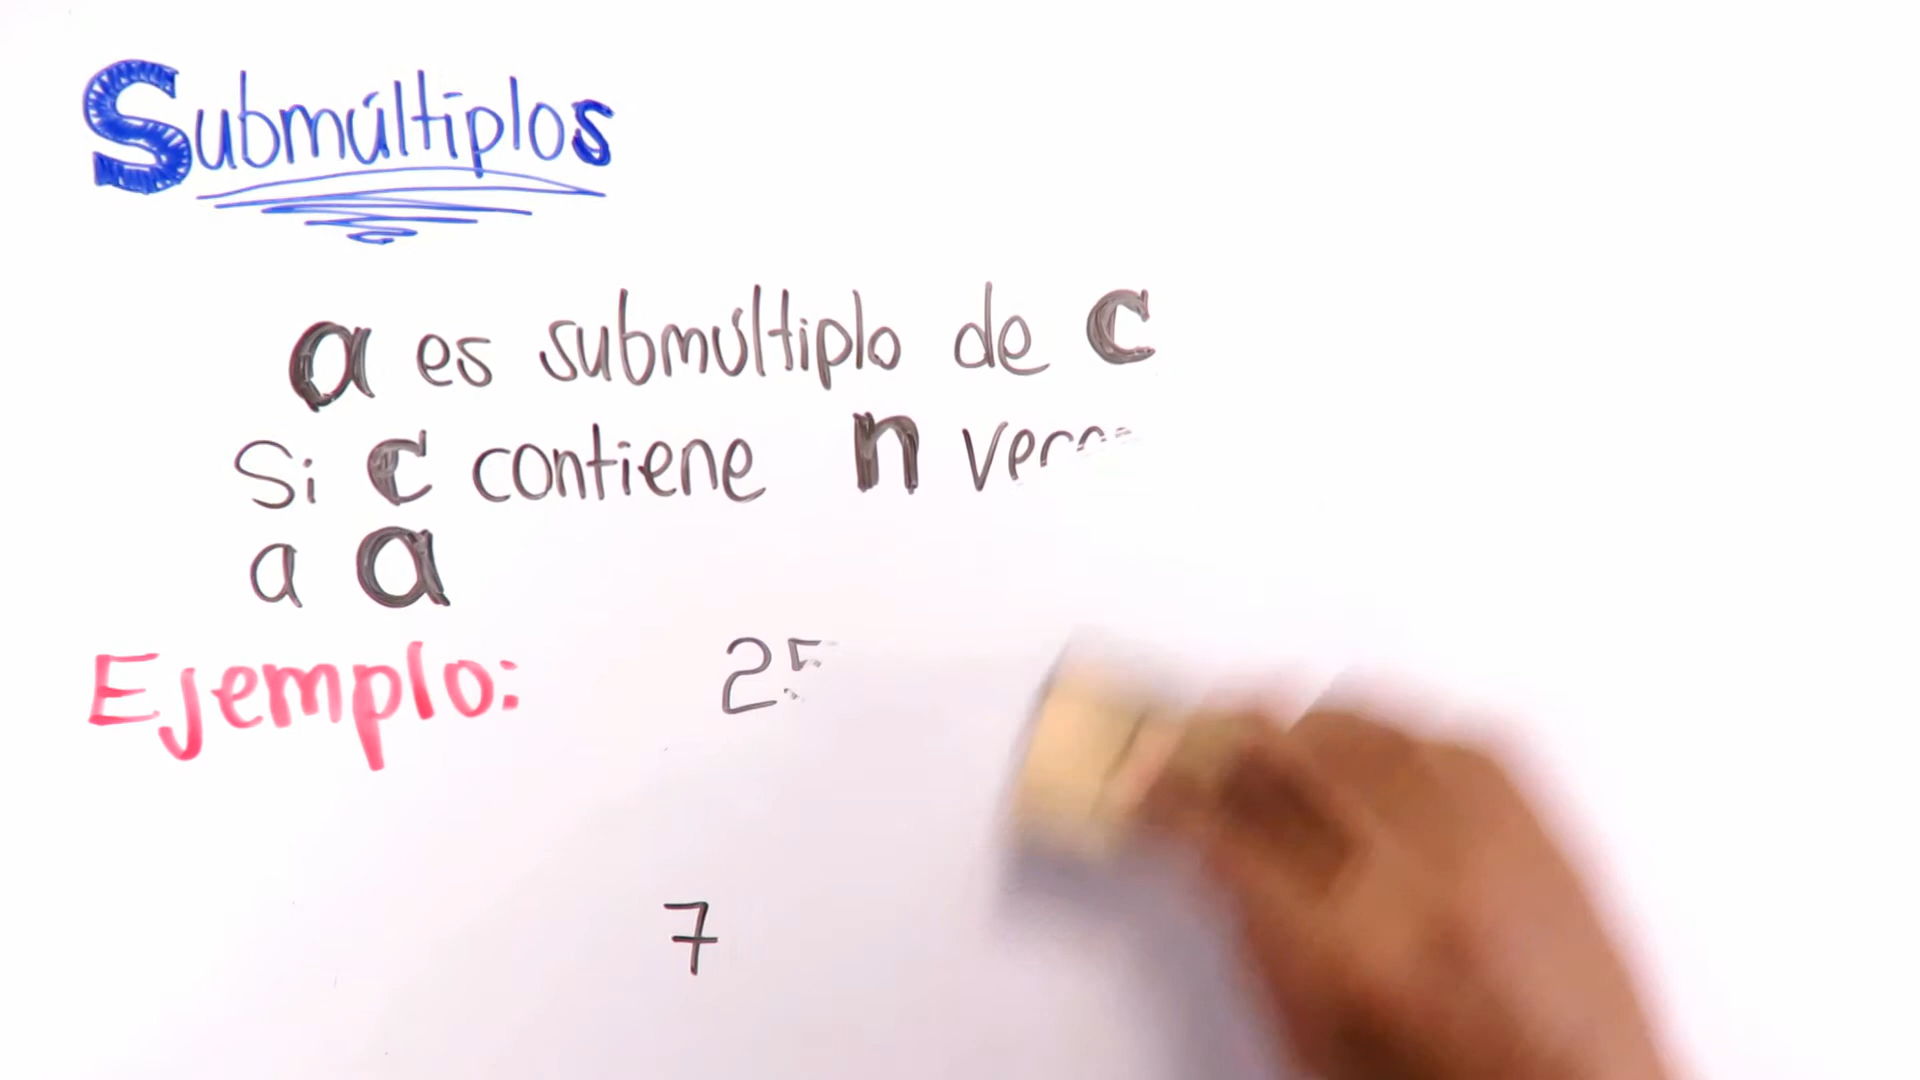 Submúltiplos
a es submúltiplo de c
Si c contiene n
a a
Ejemplo:
7